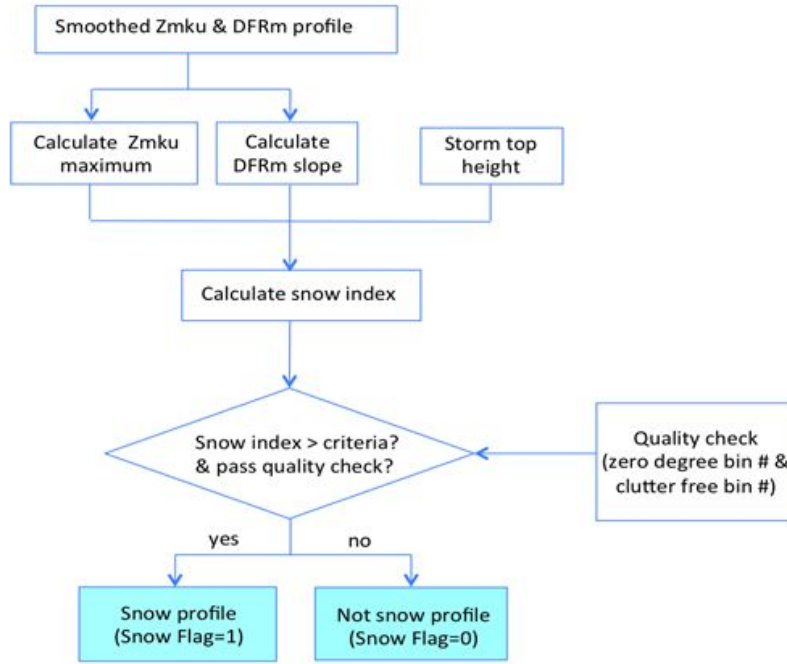 Smoothed Zmku & DFRm profile
Calculate Zmku
maximum
Calculate
DFRm slope
Storm top
height
Calculate snow index
Snow index > criteria?
& pass quality check?
Quality check
(zero degree bin # &
clutter free bin #)
yes
no
Snow profile
(Snow Flag=1)
Not snow profile
(Snow Flag=0)